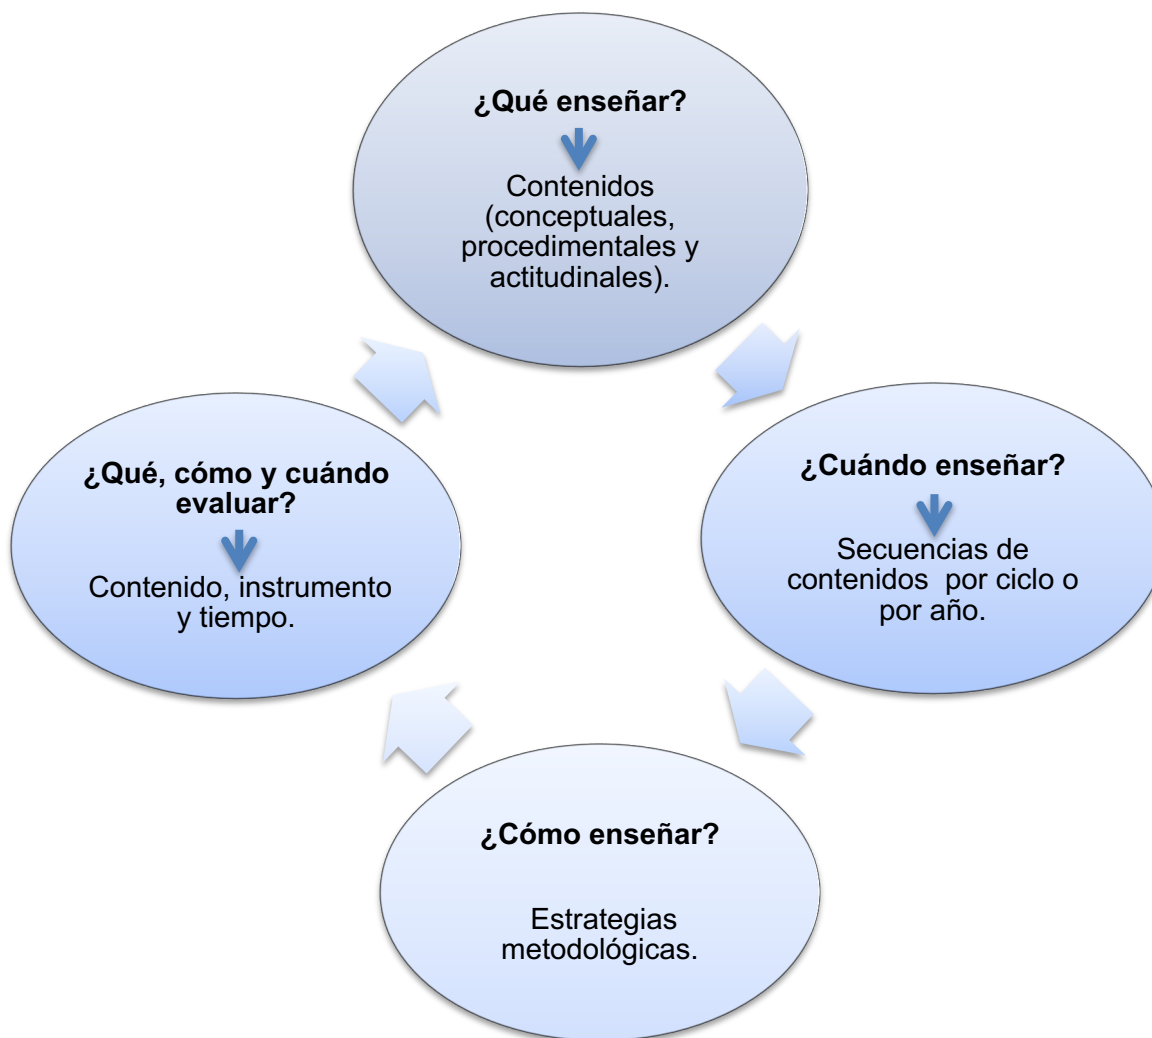 ¿Qué enseñar?
Contenidos
(conceptuales,
procedimentales y
actitudinales).
¿Cuándo enseñar?
Secuencias de
contenidos  por ciclo o
por año.
¿Cómo enseñar?
Estrategias
metodológicas.
¿Qué, cómo y cuándo
evaluar?
Contenido, instrumento
y tiempo.